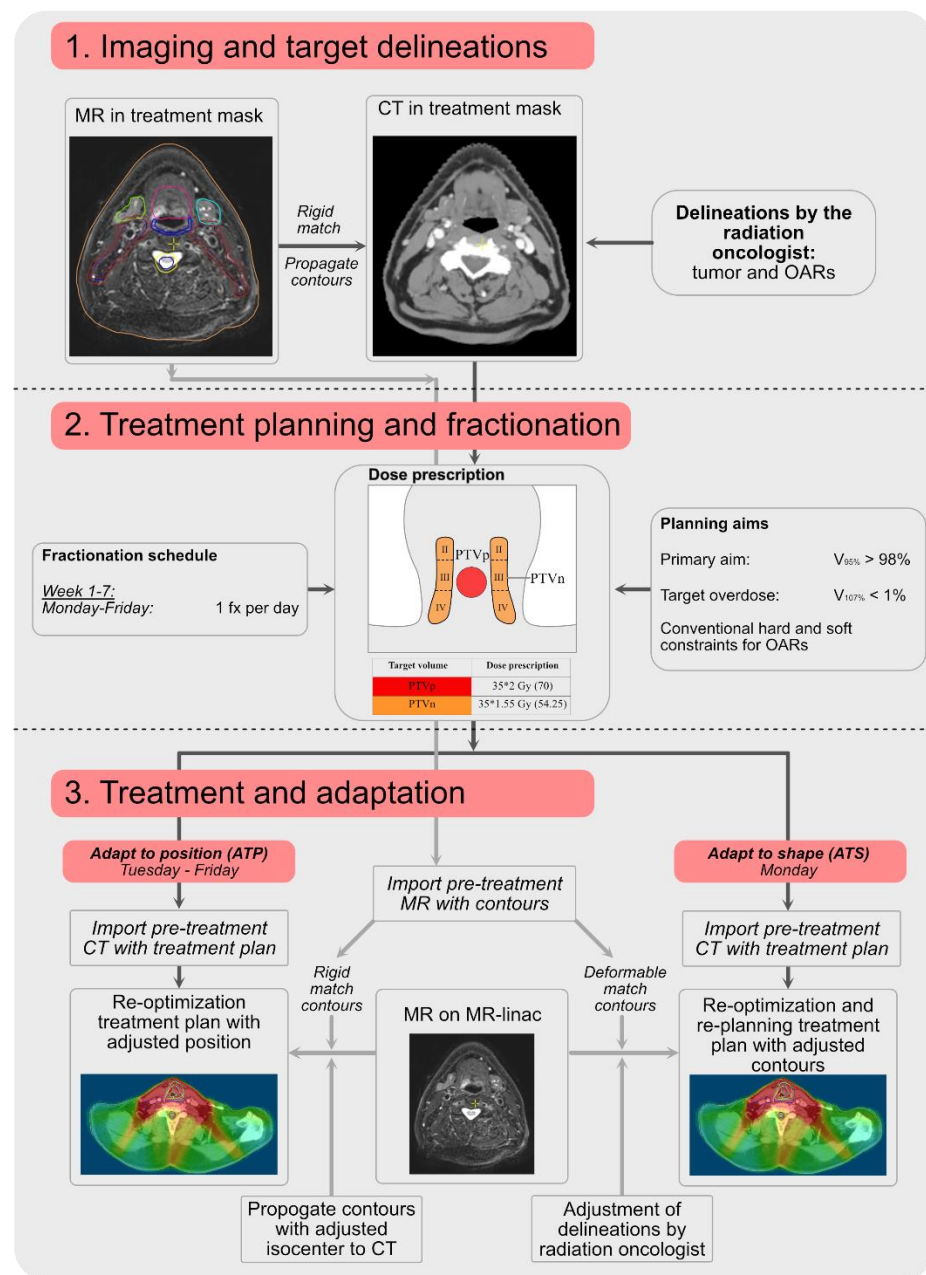 1. Imaging and target delineations
MR in treatment mask
CT in treatment mask
Rigid
match
Propagate
contours
Delineations by the
radiation
oncologist:
tumor and OARs
2. Treatment planning and fractionation
Dose prescription
Fractionation schedule
Week 1-7:
Monday-Friday: 1 fx per day
II
III
IV
PTVp
II
III
IV
PTVn
Target volume Dose prescription
PTVp 35*2 Gy (70)
PTVn 35*1.55 Gy (54.25)
Planning aims
Primary aim: V95% > 98%
Target overdose: V107% < 1%
Conventional hard and soft
constraints for OARs
3. Treatment and adaptation
Adapt to position (ATP)
Tuesday - Friday
Import pre-treatment
CT with treatment plan
Re-optimization
treatment plan with
adjusted position
Import pre-treatment
MR with contours
Rigid
match
contours
Deformable
match
contours
MR on MR-linac
Adapt to shape (ATS)
Monday
Import pre-treatment
CT with treatment plan
Re-optimization and
re-planning treatment
plan with adjusted
contours
Propogate contours
with adjusted
isocenter to CT
Adjustment of
delineations by
radiation oncologist